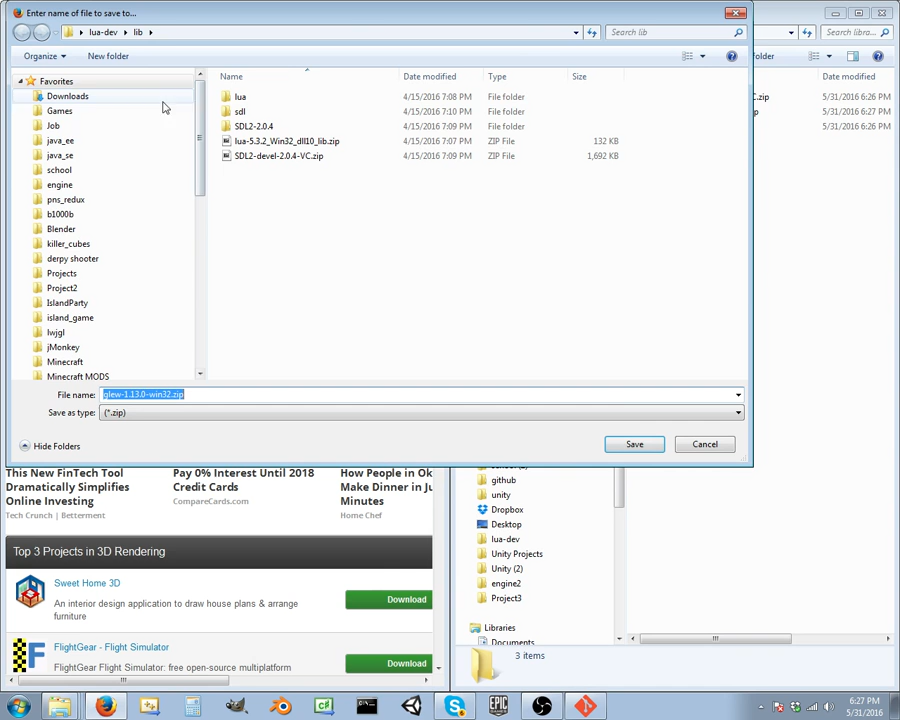 Enter name of file to save to...
lua-dev lib
Search lib
Search libra...
Organize
New folder
older
Favorites
Downloads
Games
Job
java_ee
java_se
school
engine
pns_redux
b1000b
Blender
killer_cubes
derpy shooter
Projects
Project2
IslandParty
island_game
lwjgl
jMonkey
Minecraft
Minecraft MODS
Name Date modified Type Size
lua 4/15/2016 7:08 PM File folder
sdl 4/15/2016 7:10 PM File folder
SDL2-2.0.4 4/15/2016 7:09 PM File folder
lua-5.3.2_Win32_dll10_lib.zip 4/15/2016 7:07 PM ZIP File 132 KB
SDL2-devel-2.0.4-VC.zip 4/15/2016 7:09 PM ZIP File 1,692 KB
Date modified
C.zip 5/31/2016 6:26 PM
p 5/31/2016 6:26 PM
5/31/2016 6:26 PM
File name: glew-1.13.0-win32.zip
Save as type: (*.zip)
Hide Folders
Save
Cancel
This New FinTech Tool
Dramatically Simplifies
Online Investing
Tech Crunch | Betterment
Pay 0% Interest Until 2018
Credit Cards
CompareCards.com
How People in Ok
Make Dinner in Ju
Minutes
Home Chef
Top 3 Projects in 3D Rendering
Sweet Home 3D
An interior design application to draw house plans & arrange
furniture
Download
FlightGear - Flight Simulator
FlightGear Flight Simulator: free open-source multiplatform
Download
github
unity
Dropbox
Desktop
lua-dev
Unity Projects
Unity (2)
engine2
Project3
Libraries
Documents
3 items
EPIC
GAMES
6:27 PM
5/31/2016